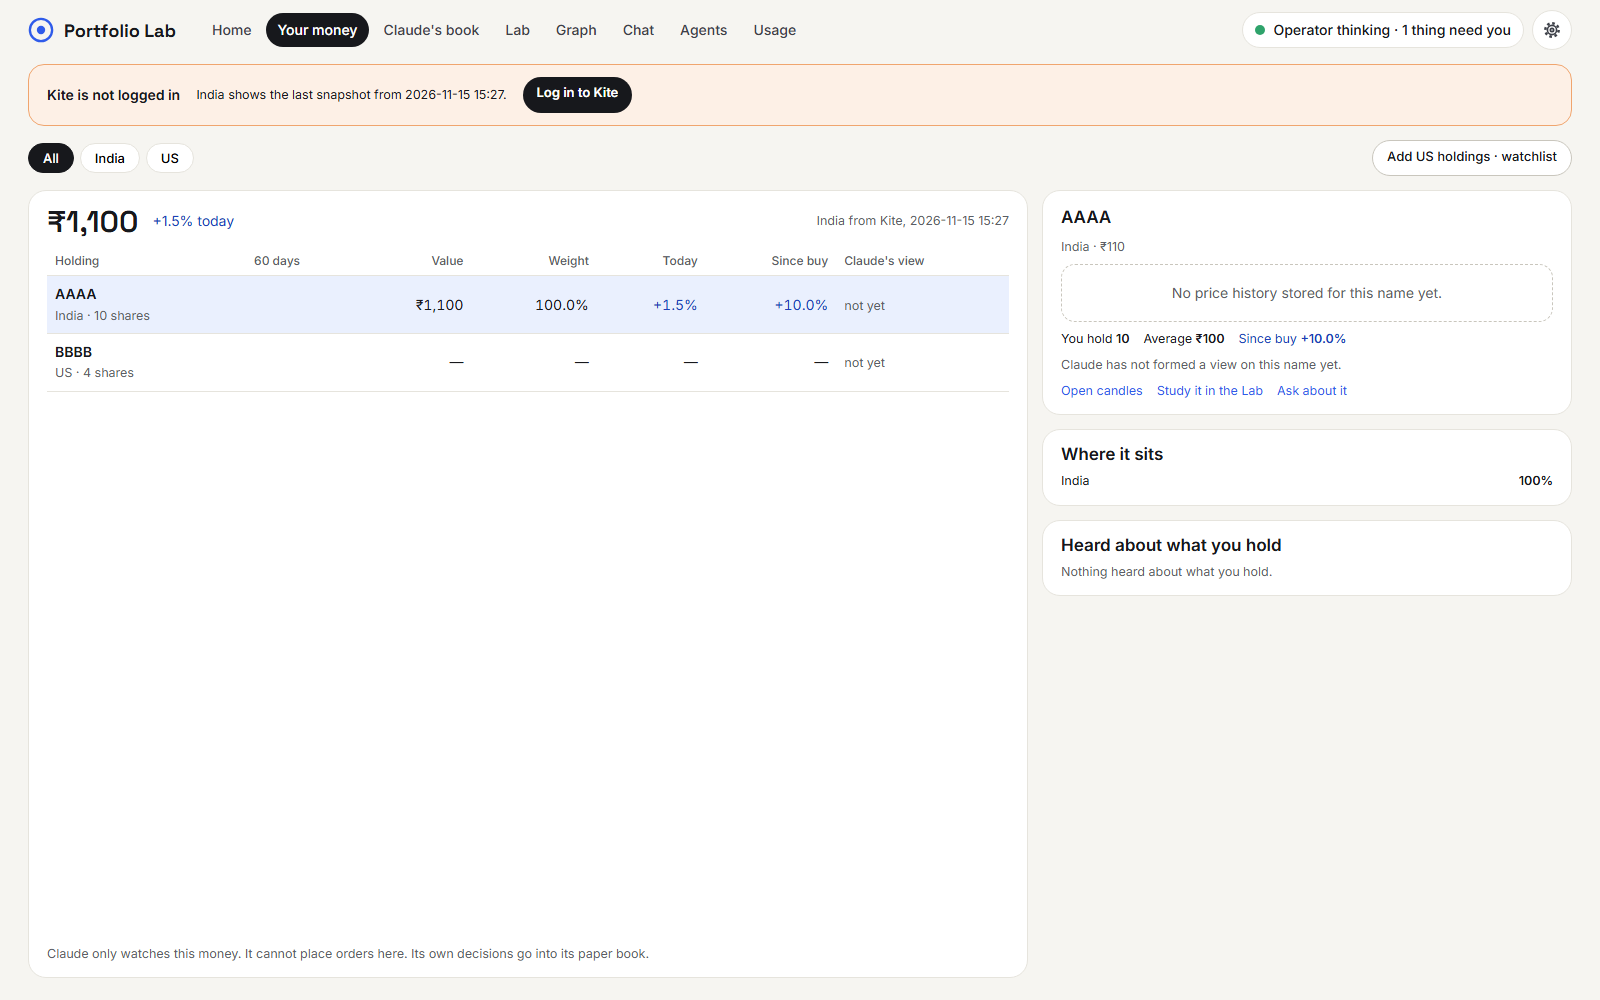 Portfolio Lab Home Your money Claude's book Lab Graph Chat Agents Usage Operator thinking · 1 thing need you
Kite is not logged in India shows the last snapshot from 2026-11-15 15:27. Log in to Kite
All India US Add US holdings · watchlist
₹1,100 +1.5% today India from Kite, 2026-11-15 15:27
Holding 60 days Value Weight Today Since buy Claude's view
AAAA
India · 10 shares
₹1,100 100.0% +1.5% +10.0% not yet
BBBB
US · 4 shares
— — — — not yet
Claude only watches this money. It cannot place orders here. Its own decisions go into its paper book.
AAAA
India · ₹110
No price history stored for this name yet.
You hold 10 Average ₹100 Since buy +10.0%
Claude has not formed a view on this name yet.
Open candles Study it in the Lab Ask about it
Where it sits
India 100%
Heard about what you hold
Nothing heard about what you hold.